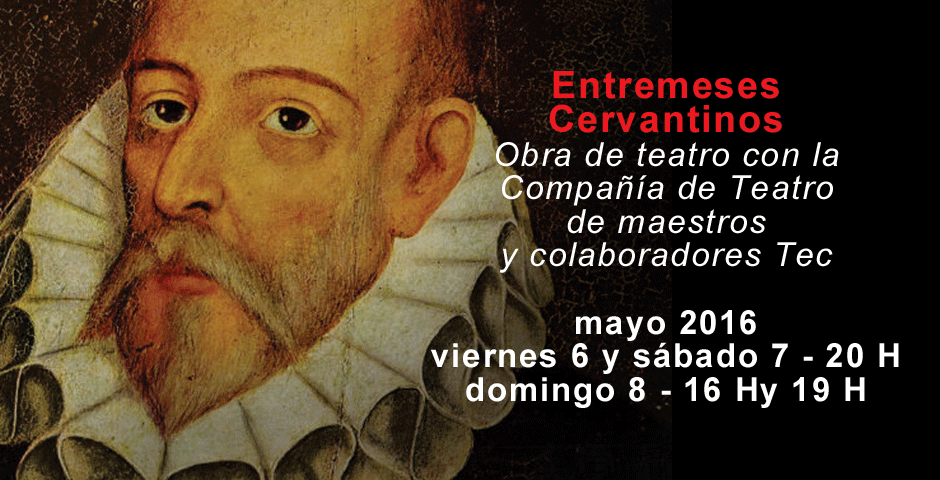 Entremeses
Cervantinos
Obra de teatro con la
Compañía de Teatro
de maestros
y colaboradores Tec
mayo 2016
viernes 6 y sábado 7 - 20 H
domingo 8 - 16 Hy 19 H